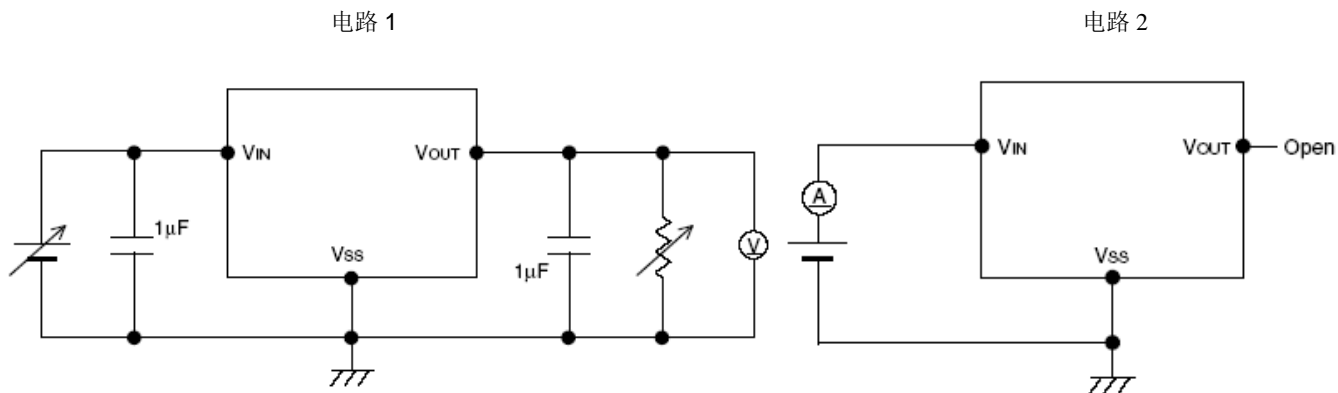 电路 1
电路 2
VIN
VOUT
1μF
VSS
1μF
V
A
VIN
VOUT
Open
VSS